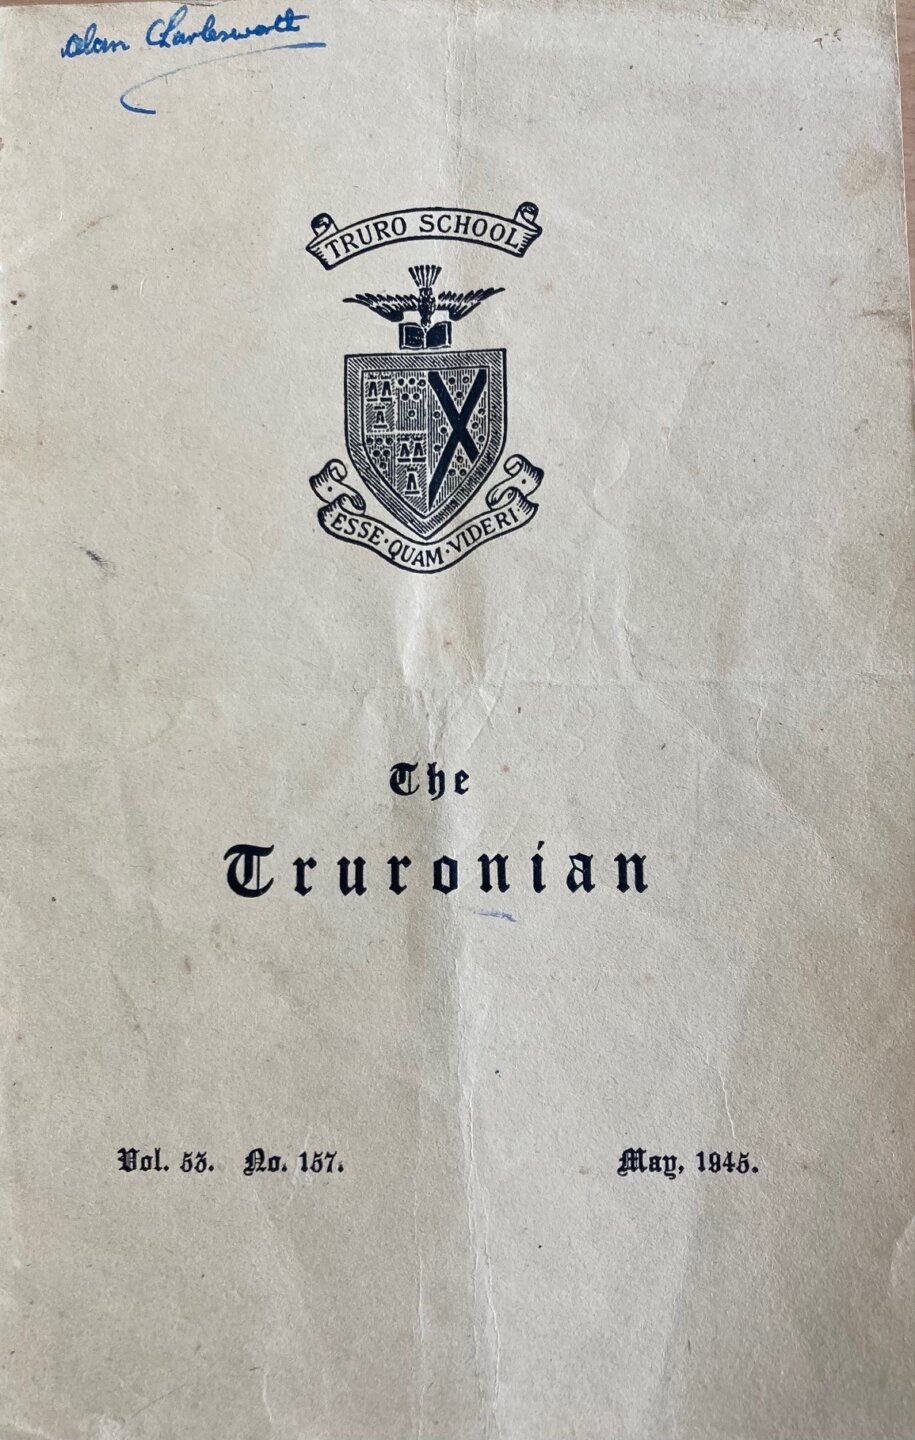 Alan Charlesworth
TRURO SCHOOL
ESSE·QUAM·VIDERI
The
Truronian
Vol. 53. No. 157.
May, 1945.